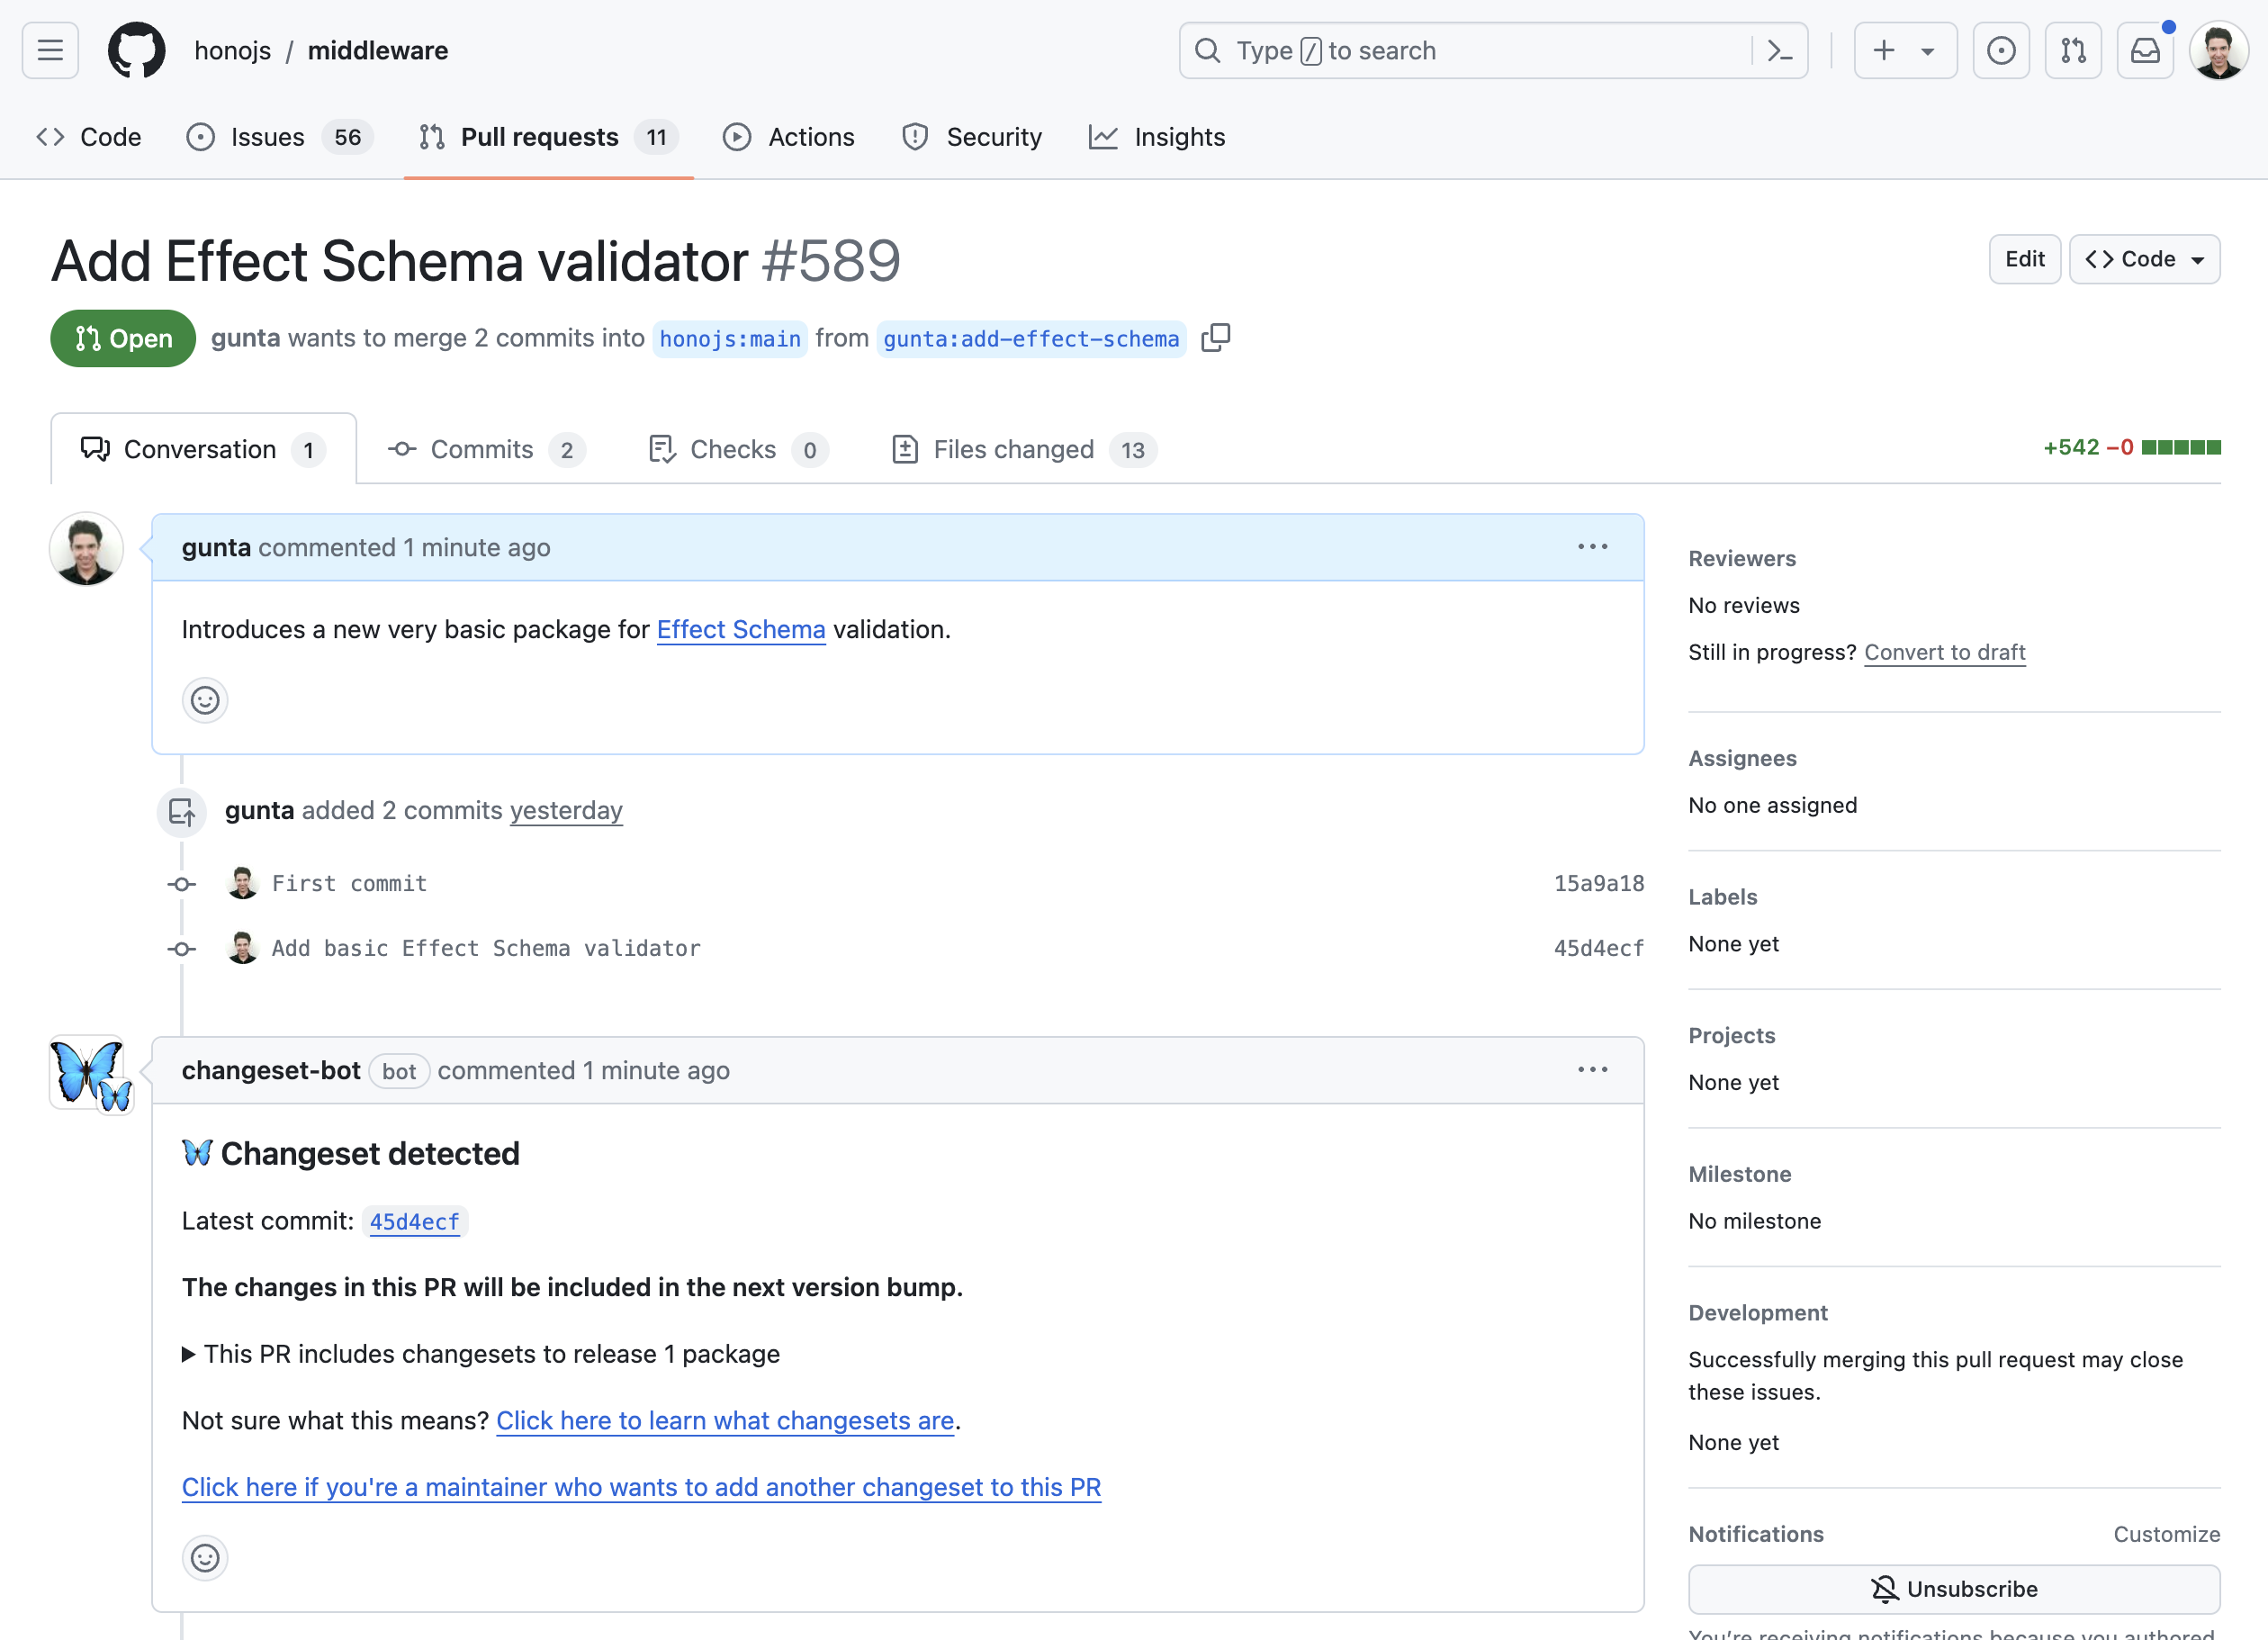 honojs / middleware
Type / to search
Code
Issues 56
Pull requests 11
Actions
Security
Insights
Add Effect Schema validator #589
Edit
Code
Open
gunta wants to merge 2 commits into honojs:main from gunta:add-effect-schema
Conversation 1
Commits 2
Checks 0
Files changed 13
+542 −0
gunta commented 1 minute ago
Introduces a new very basic package for Effect Schema validation.
gunta added 2 commits yesterday
First commit 15a9a18
Add basic Effect Schema validator 45d4ecf
changeset-bot bot commented 1 minute ago
Changeset detected
Latest commit: 45d4ecf
The changes in this PR will be included in the next version bump.
This PR includes changesets to release 1 package
Not sure what this means? Click here to learn what changesets are.
Click here if you're a maintainer who wants to add another changeset to this PR
Reviewers
No reviews
Still in progress? Convert to draft
Assignees
No one assigned
Labels
None yet
Projects
None yet
Milestone
No milestone
Development
Successfully merging this pull request may close
these issues.
None yet
Notifications Customize
Unsubscribe
You're receiving notifications because you authored